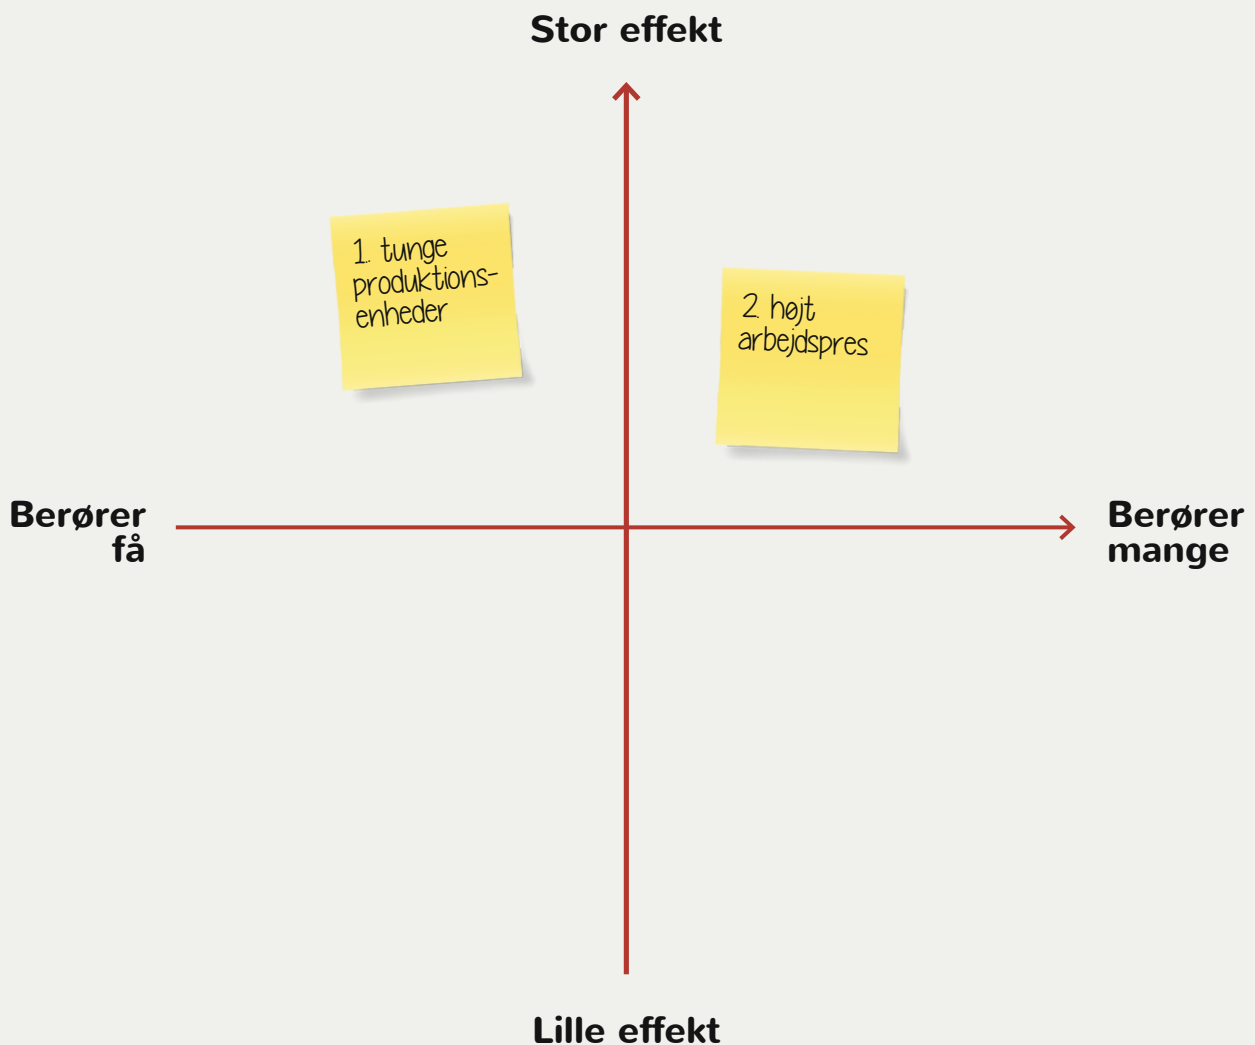 Stor effekt
1. tunge
produktions-
enheder
2. højt
arbejdspres
Berører
få
Berører
mange
Lille effekt